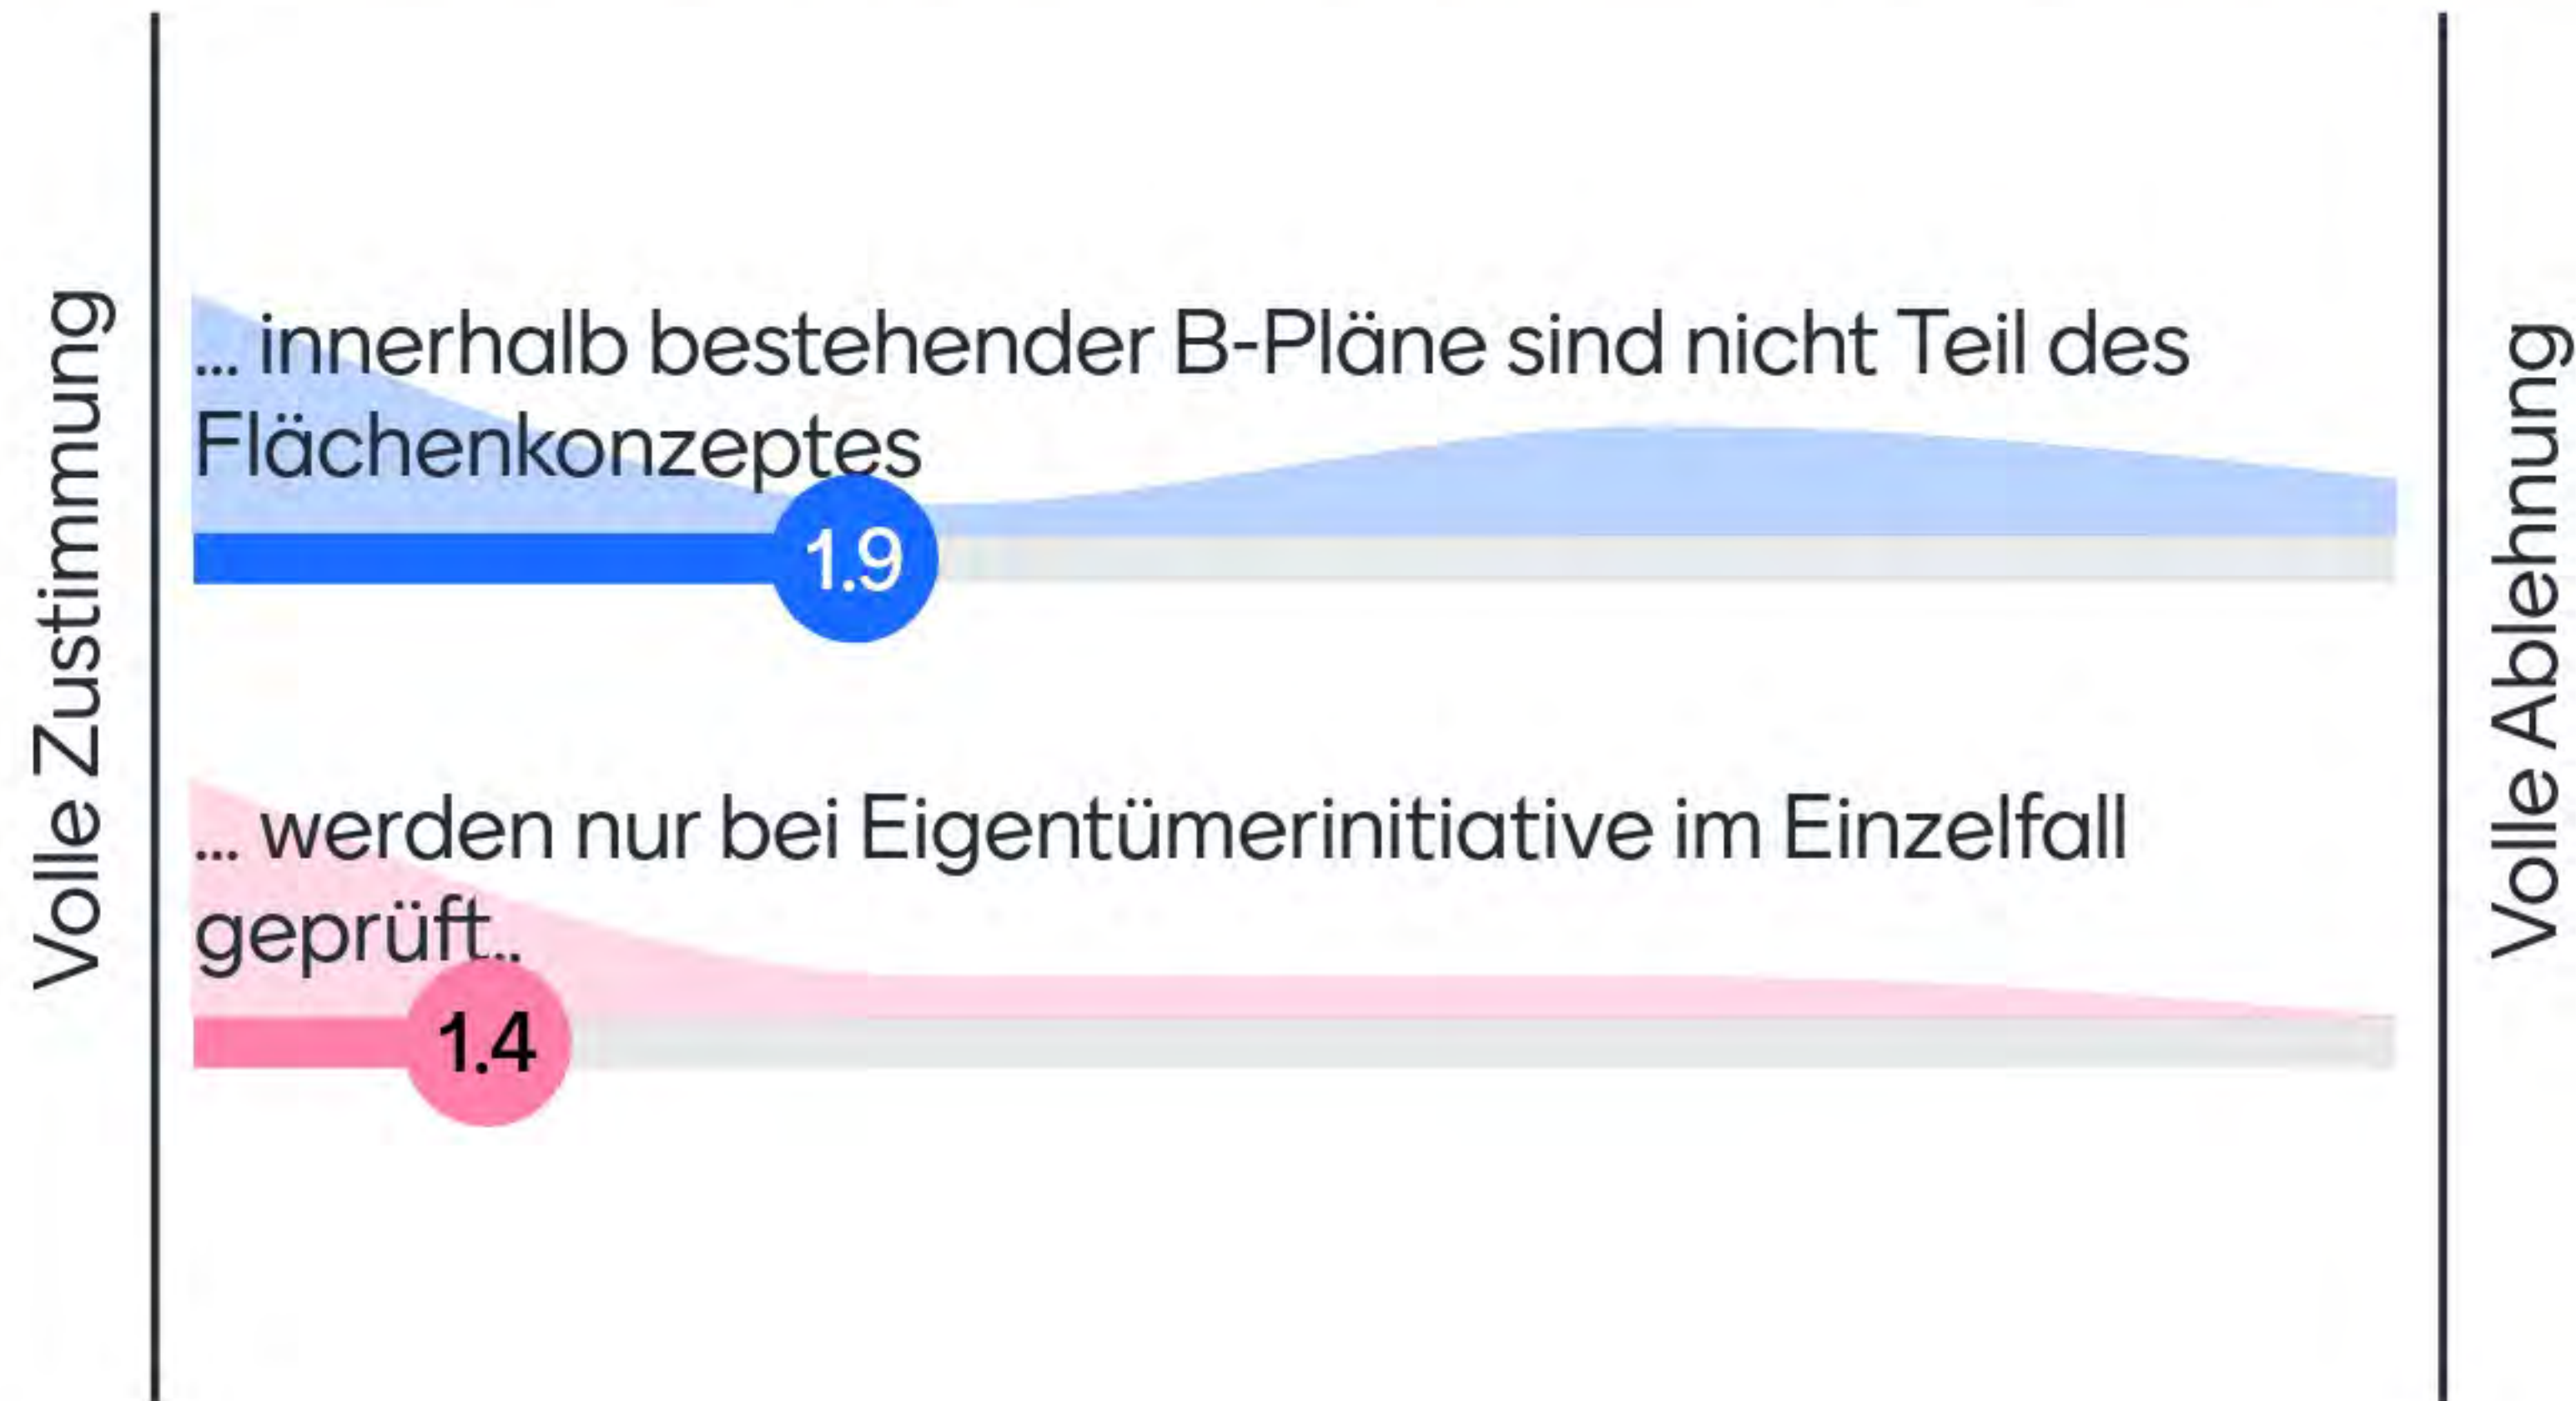 Volle Zustimmung
... innerhalb bestehender B-Pläne sind nicht Teil des
Flächenkonzeptes
1.9
... werden nur bei Eigentümerinitiative im Einzelfall
geprüft...
1.4
Volle Ablehnung